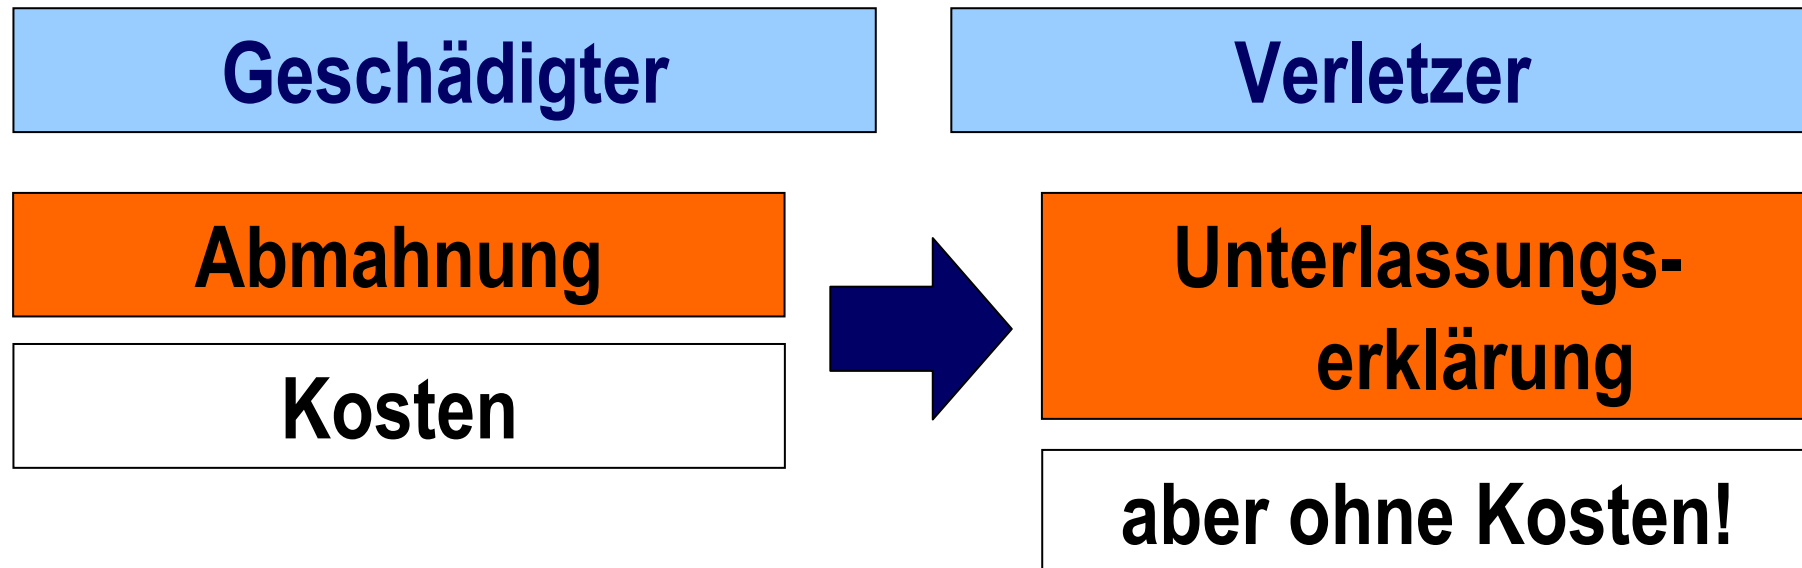 Geschädigter
Verletzer
Abmahnung
Kosten
Unterlassungs-
erklärung
aber ohne Kosten!